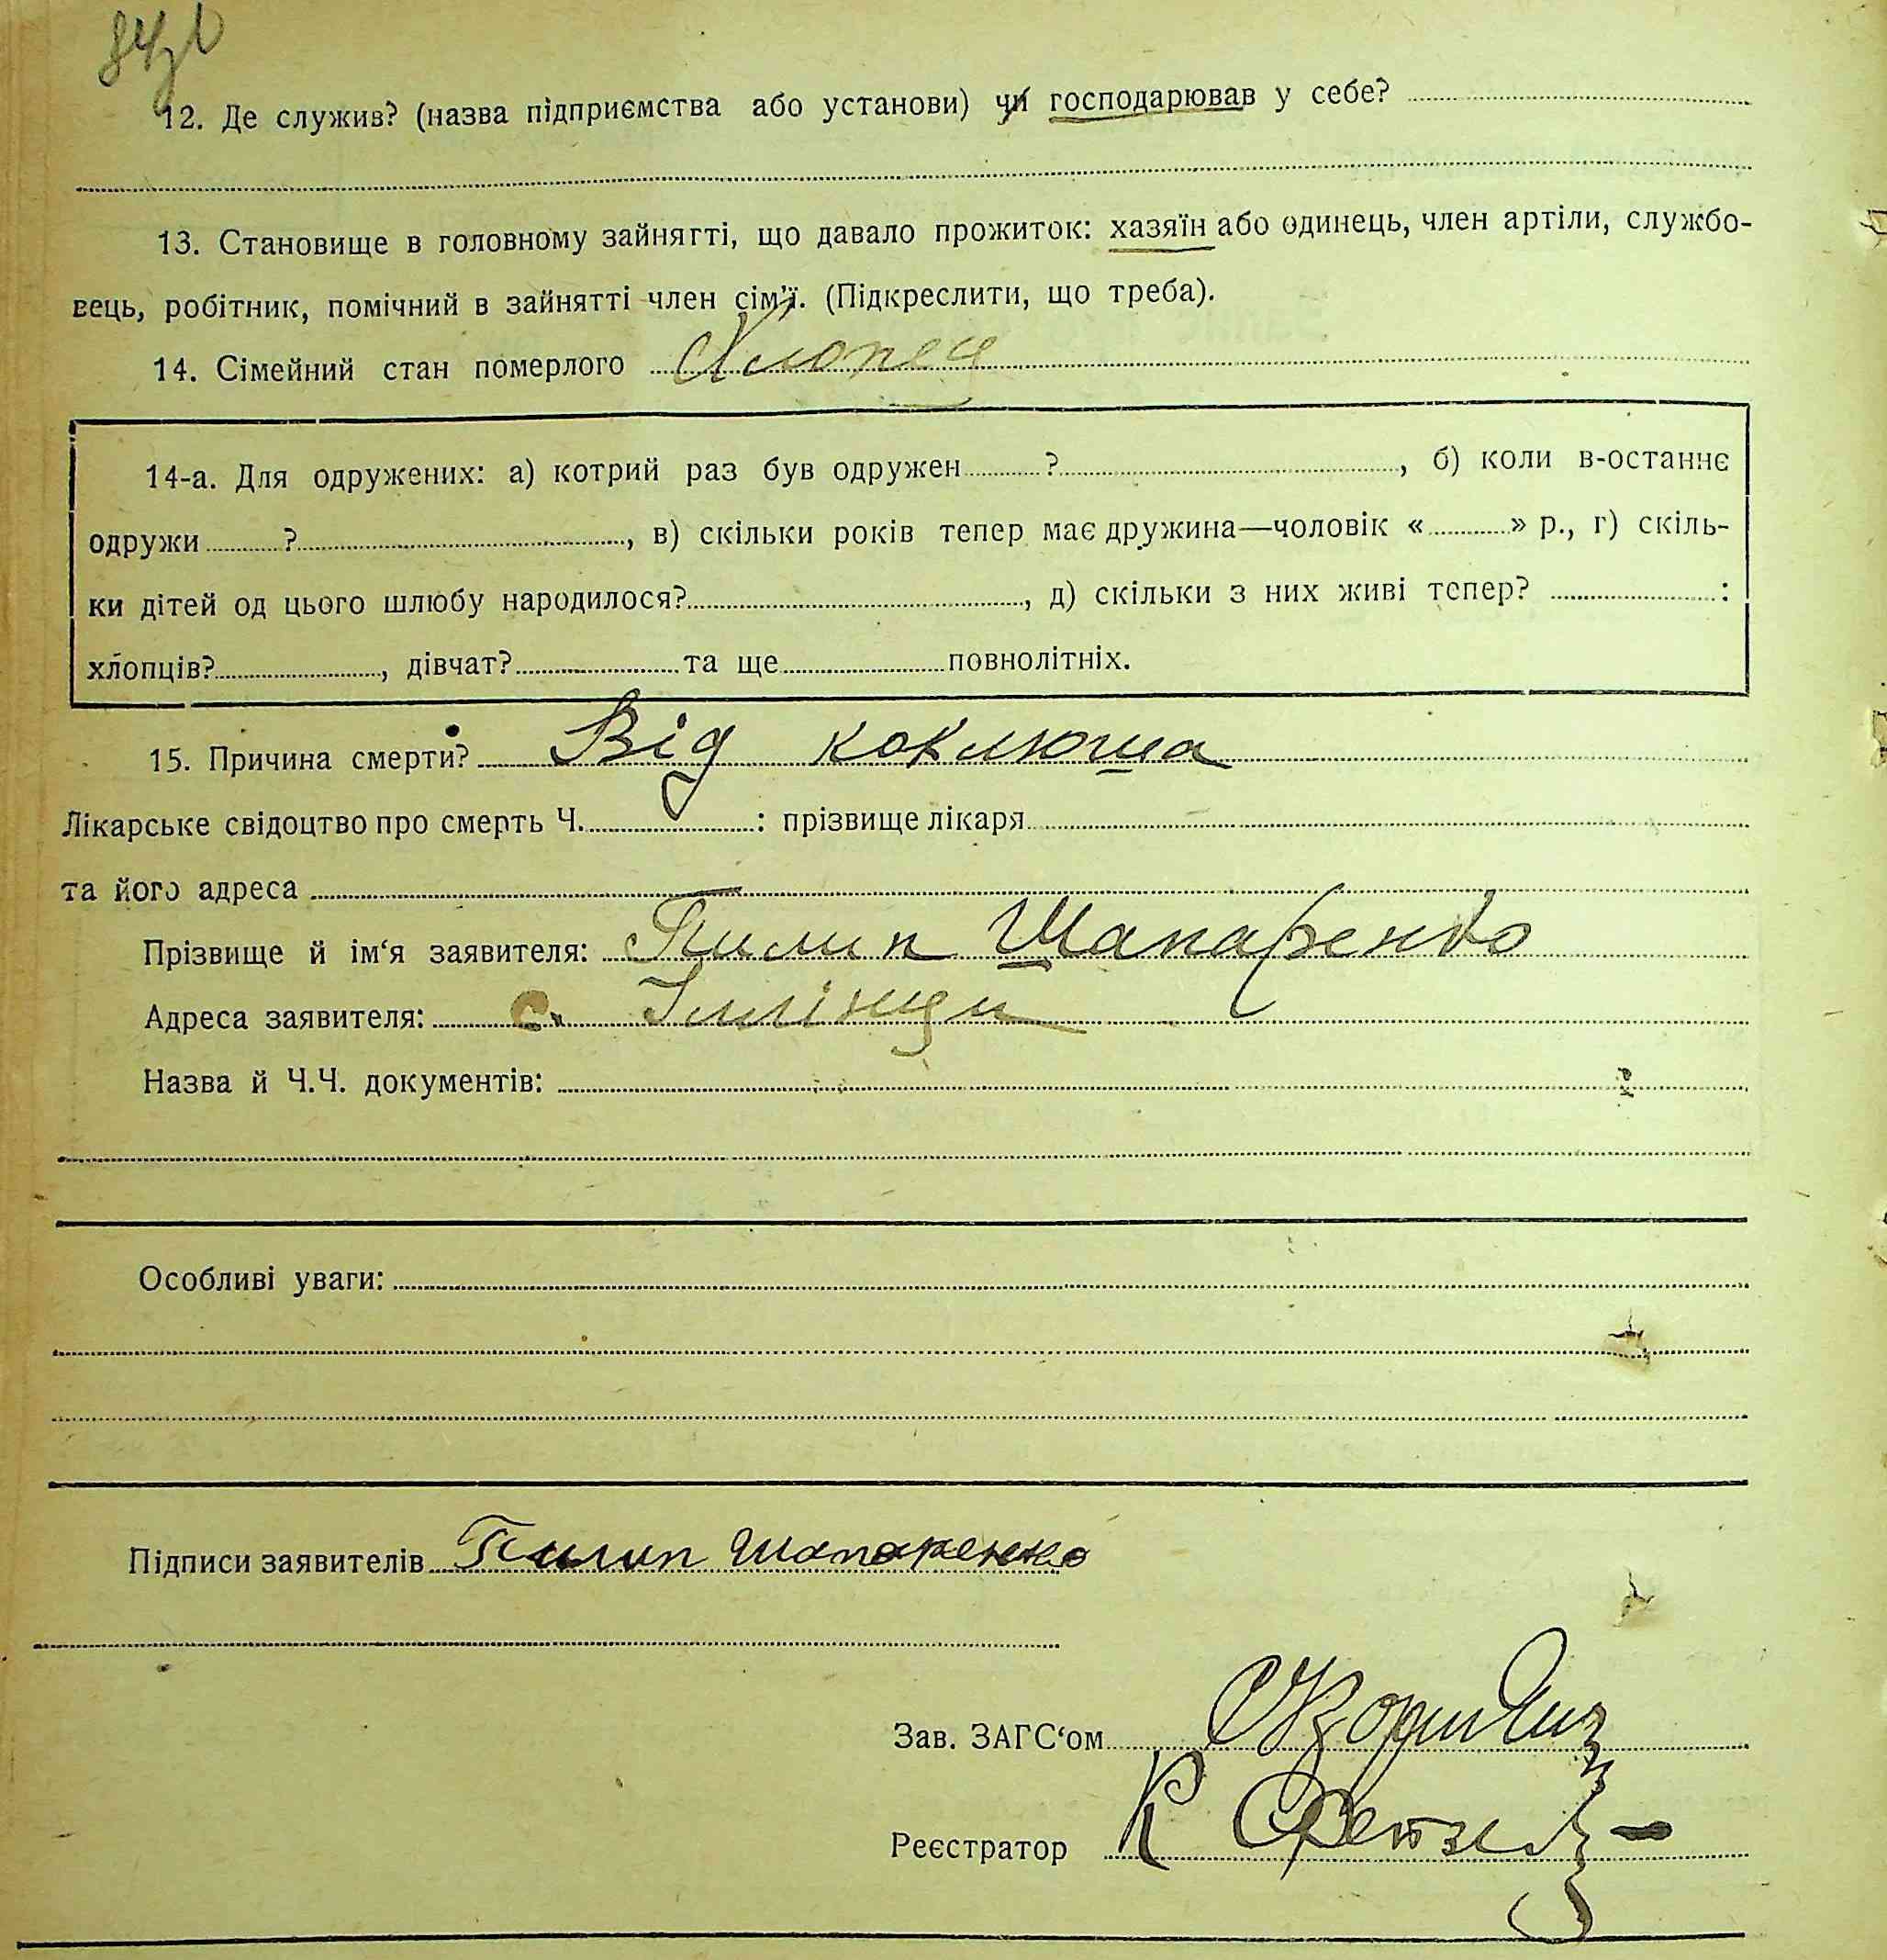 12. Де служив? (назва підприємства або установи) чи господарював у себе?
13. Становище в головному зайнятті, що давало прожиток: хазяїн або одинець, член артіли, службо-
вець, робітник, помічний в зайнятті член сім'ї. (Підкреслити, що треба).
14. Сімейний стан померлого Хлопец
14-а. Для одружених: а) котрий раз був одружен ? , б) коли в-останнє
одружи ? , в) скільки років тепер має дружина—чоловік « » р., г) скіль-
ки дітей од цього шлюбу народилося? , д) скільки з них живі тепер? :
хлопців? , дівчат? та ще повнолітніх.
15. Причина смерти? Від коклюша
Лікарське свідоцтво про смерть Ч. : прізвище лікаря
та його адреса
Прізвище й ім'я заявителя: Пилип Шапаренко
Адреса заявителя: с. Іллінци
Назва й Ч.Ч. документів:
Особливі уваги:
Підписи заявителів Пилип Шапаренко
Зав. ЗАГС'ом
Реєстратор К